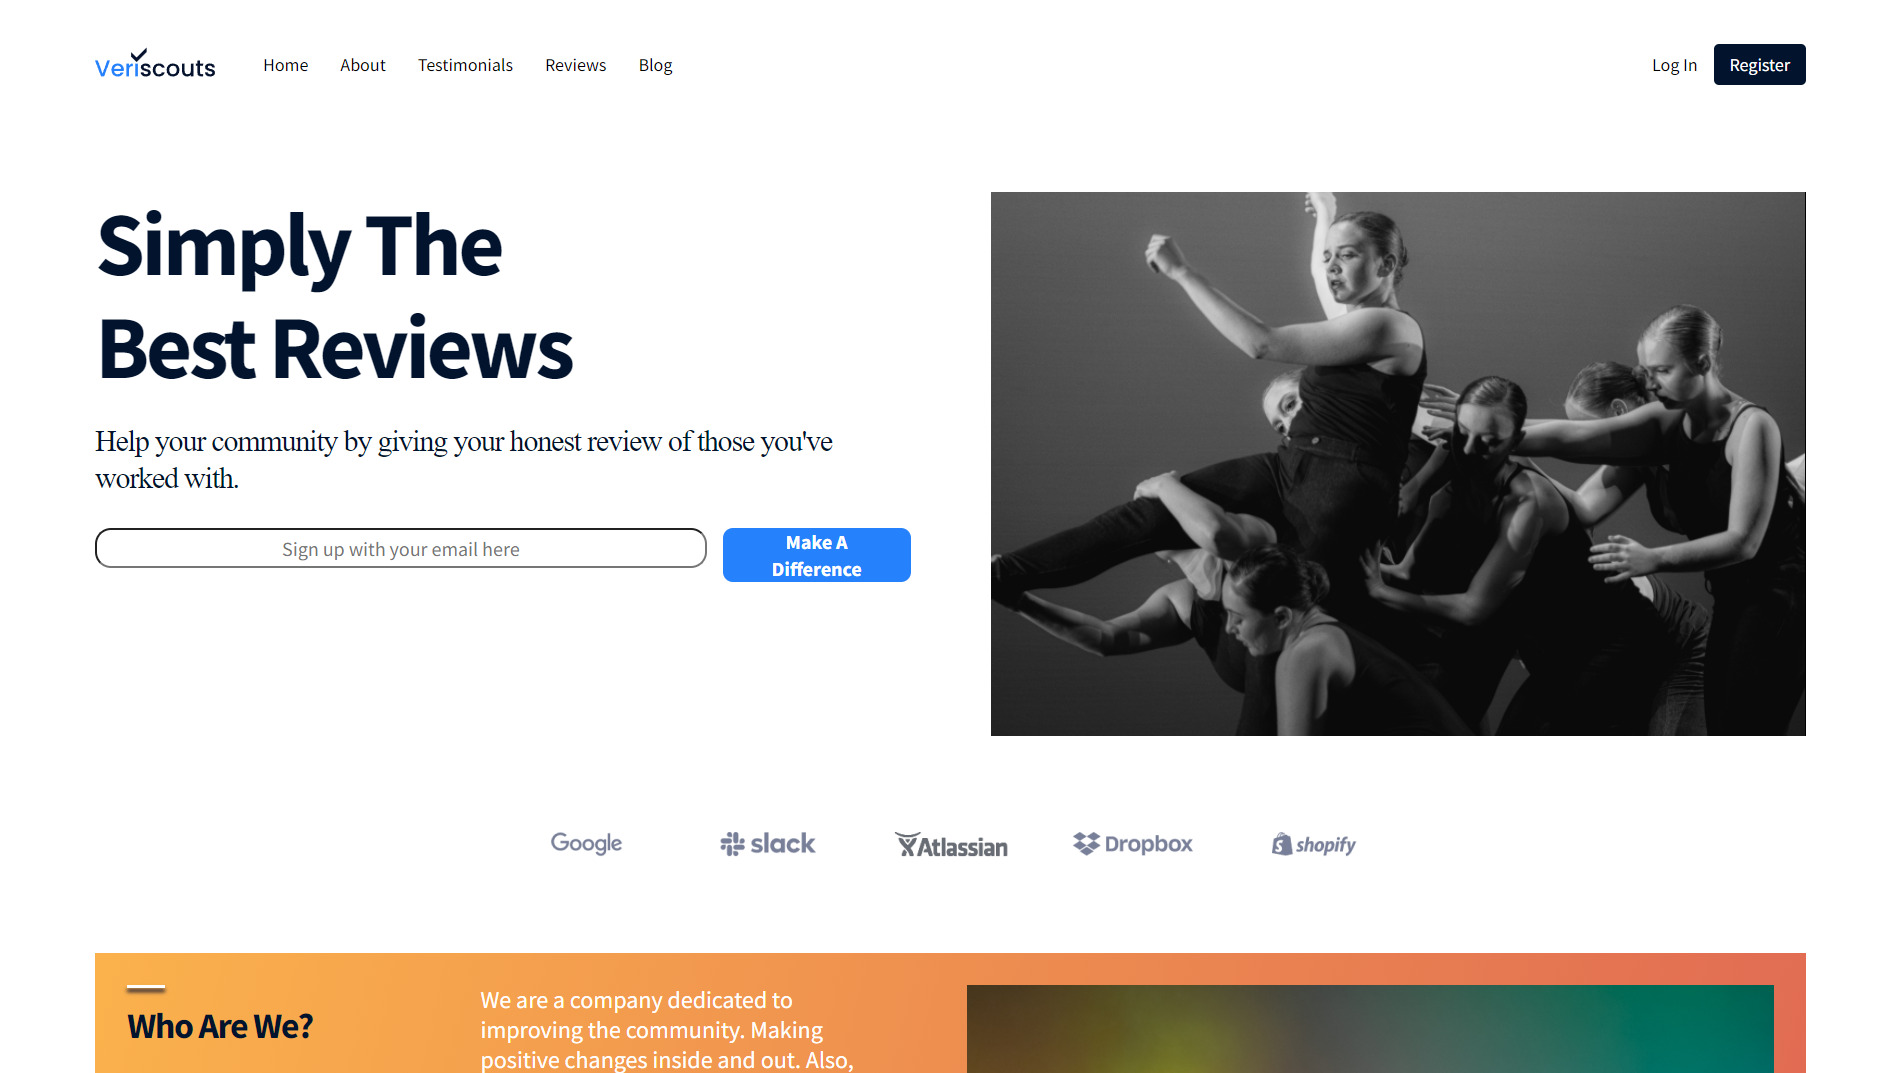 Veriscouts
Home About Testimonials Reviews Blog
Log In Register
Simply The
Best Reviews
Help your community by giving your honest review of those you've
worked with.
Sign up with your email here
Make A
Difference
Google slack Atlassian Dropbox shopify
Who Are We?
We are a company dedicated to
improving the community. Making
positive changes inside and out. Also,